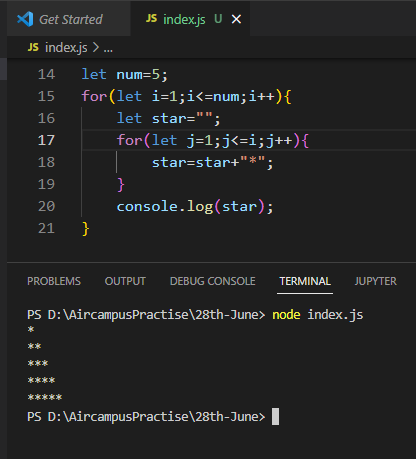 Get Started
JS index.js U X
JS index.js > ...
14 let num=5;
15 for(let i=1;i<=num;i++){
16 let star="";
17 for(let j=1;j<=i;j++){
18 star=star+"*";
19 }
20 console.log(star);
21 }
PROBLEMS OUTPUT DEBUG CONSOLE TERMINAL JUPYTER
PS D:\AircampusPractise\28th-June> node index.js
*
**
***
****
*****
PS D:\AircampusPractise\28th-June>